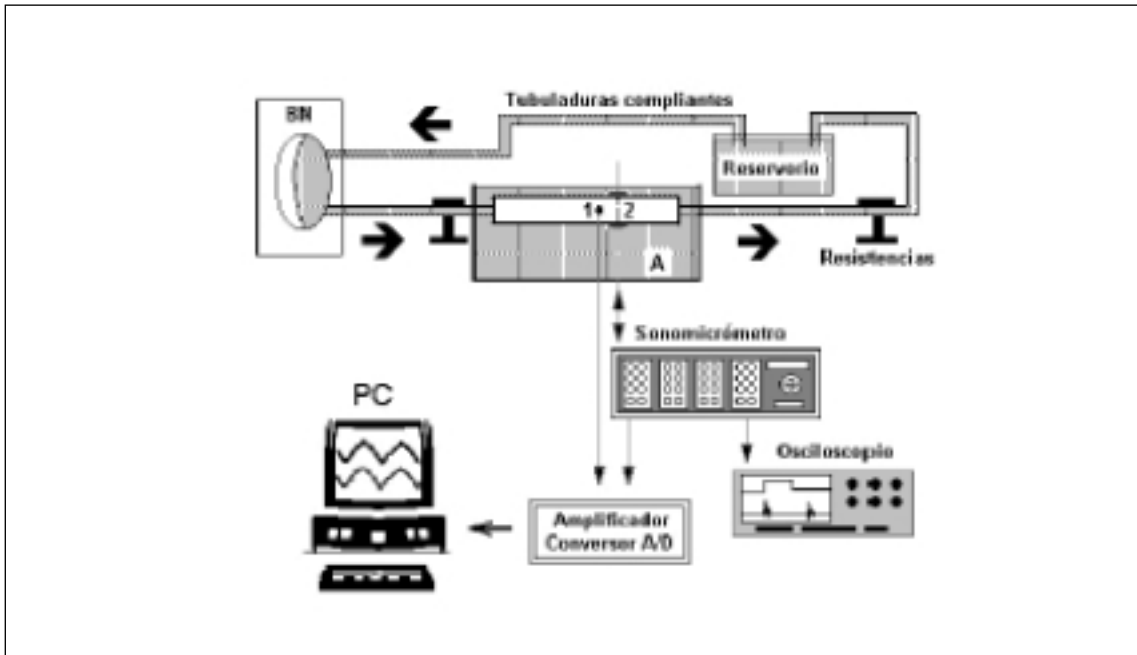 Tubuladuras compliantes
BN
Reservorio
1
2
A
Resistencias
Sonomicrómetro
PC
Osciloscopio
Amplificador
Conversor A/D